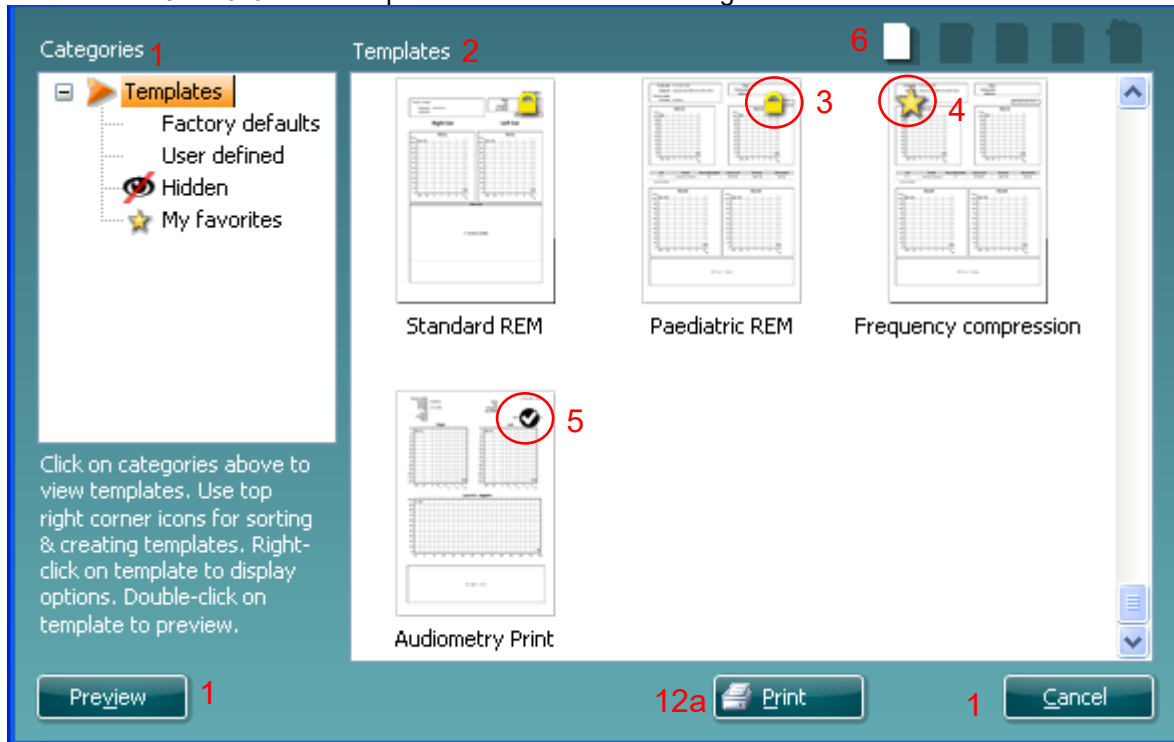 Categories 1
Templates 2
6
Templates
Factory defaults
User defined
Hidden
My favorites
3
4
Standard REM
Paediatric REM
Frequency compression
5
Audiometry Print
Click on categories above to
view templates. Use top
right corner icons for sorting
& creating templates. Right-
click on template to display
options. Double-click on
template to preview.
Preview 1
12a Print
1 Cancel